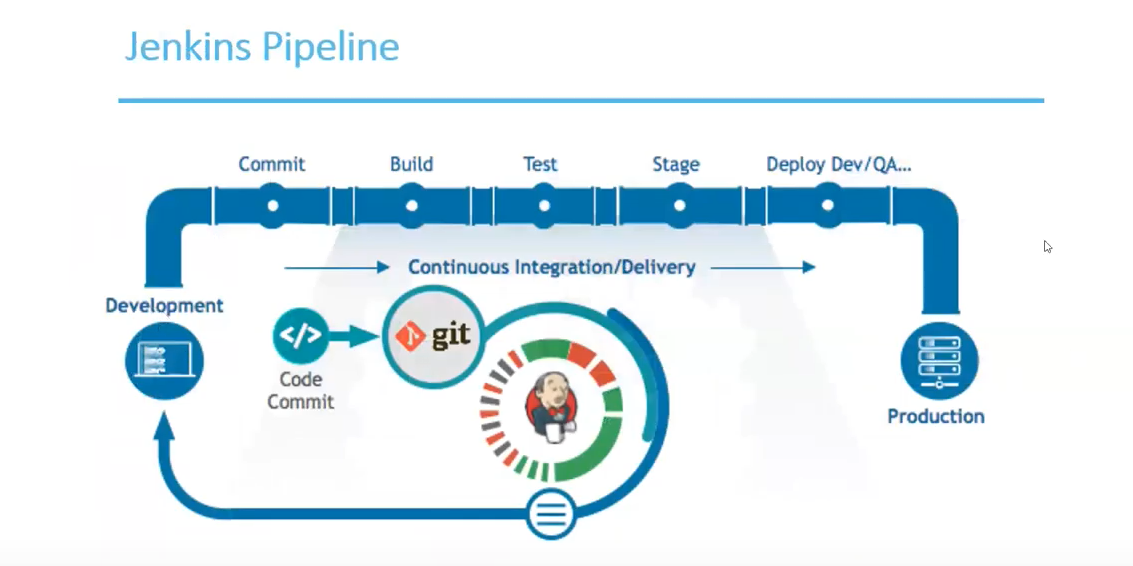 Jenkins Pipeline
Commit
Build
Test
Stage
Deploy Dev/QA...
Continuous Integration/Delivery
Development
</>
git
Code
Commit
Production